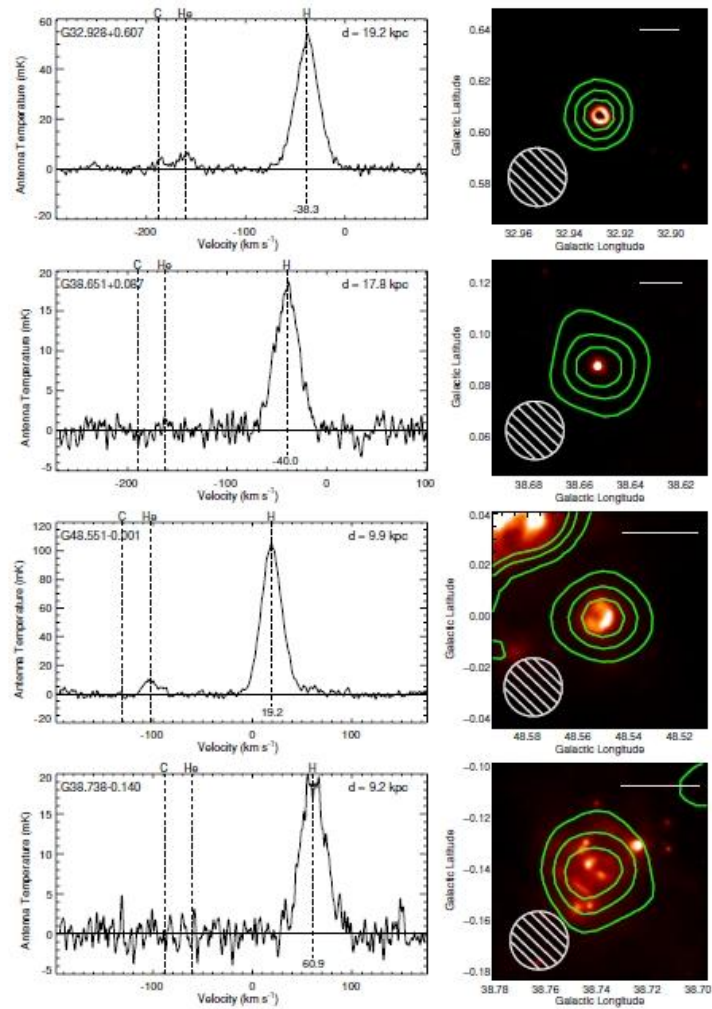 C He H
G32.928+0.607 d = 19.2 kpc
Antenna Temperature (mK)
60
40
20
0
-20
-38.3
-200 -100 0
Velocity (km s⁻¹)
Galactic Latitude
0.64
0.62
0.60
0.58
32.96 32.94 32.92 32.90
Galactic Longitude
C He H
G38.651+0.087 d = 17.8 kpc
Antenna Temperature (mK)
20
15
10
5
0
-5
-40.0
-200 -100 0 100
Velocity (km s⁻¹)
Galactic Latitude
0.12
0.10
0.08
0.06
38.68 38.66 38.64 38.62
Galactic Longitude
C He H
G48.551-0.001 d = 9.9 kpc
Antenna Temperature (mK)
120
100
80
60
40
20
0
-20
19.2
-100 0 100
Velocity (km s⁻¹)
Galactic Latitude
0.04
0.02
0.00
−0.02
−0.04
48.58 48.56 48.54 48.52
Galactic Longitude
C He H
G38.738-0.140 d = 9.2 kpc
Antenna Temperature (mK)
20
15
10
5
0
-5
60.9
-100 0 100
Velocity (km s⁻¹)
Galactic Latitude
−0.10
−0.12
−0.14
−0.16
−0.18
38.78 38.76 38.74 38.72 38.70
Galactic Longitude